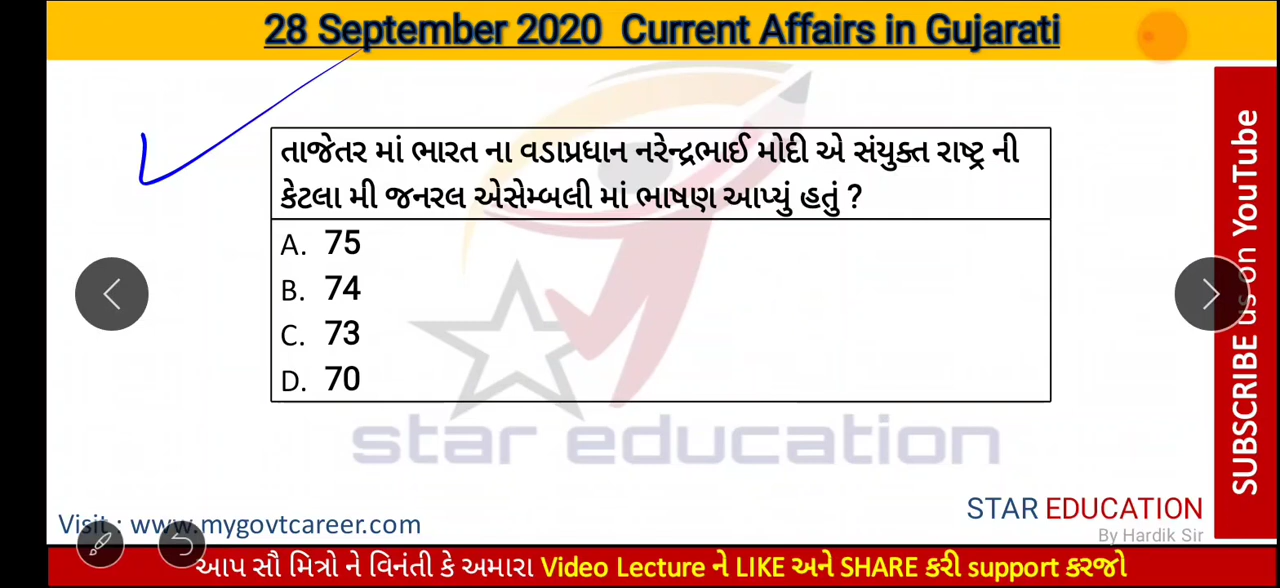 28 September 2020 Current Affairs in Gujarati
તાજેતર માં ભારત ના વડાપ્રધાન નરેન્દ્રભાઈ મોદી એ સંયુક્ત રાષ્ટ્ર ની
કેટલા મી જનરલ એસેમ્બલી માં ભાષણ આપ્યું હતું ?
A. 75
B. 74
C. 73
D. 70
star education
SUBSCRIBE us on YouTube
STAR EDUCATION
By Hardik Sir
Visit : www.mygovtcareer.com
આપ સૌ મિત્રો ને વિનંતી કે અમારા Video Lecture ને LIKE અને SHARE કરી support કરજો